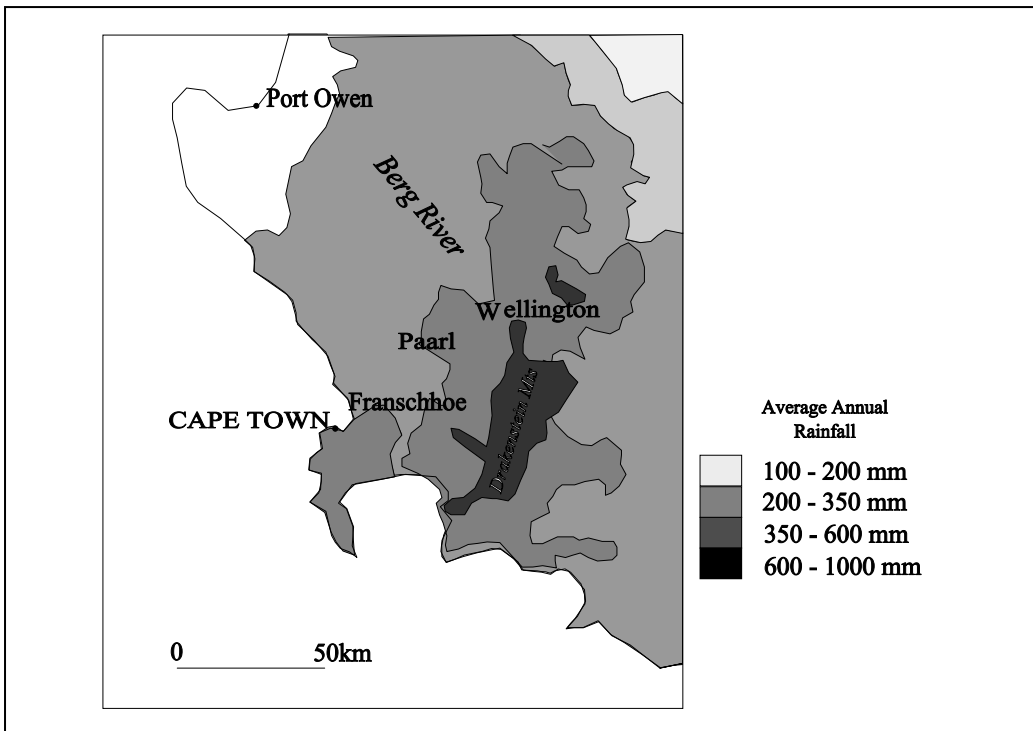 Port Owen
Berg River
Wellington
Paarl
Franschhoe
CAPE TOWN
Drakenstein Mts
Average Annual
Rainfall
100 - 200 mm
200 - 350 mm
350 - 600 mm
600 - 1000 mm
0 50km